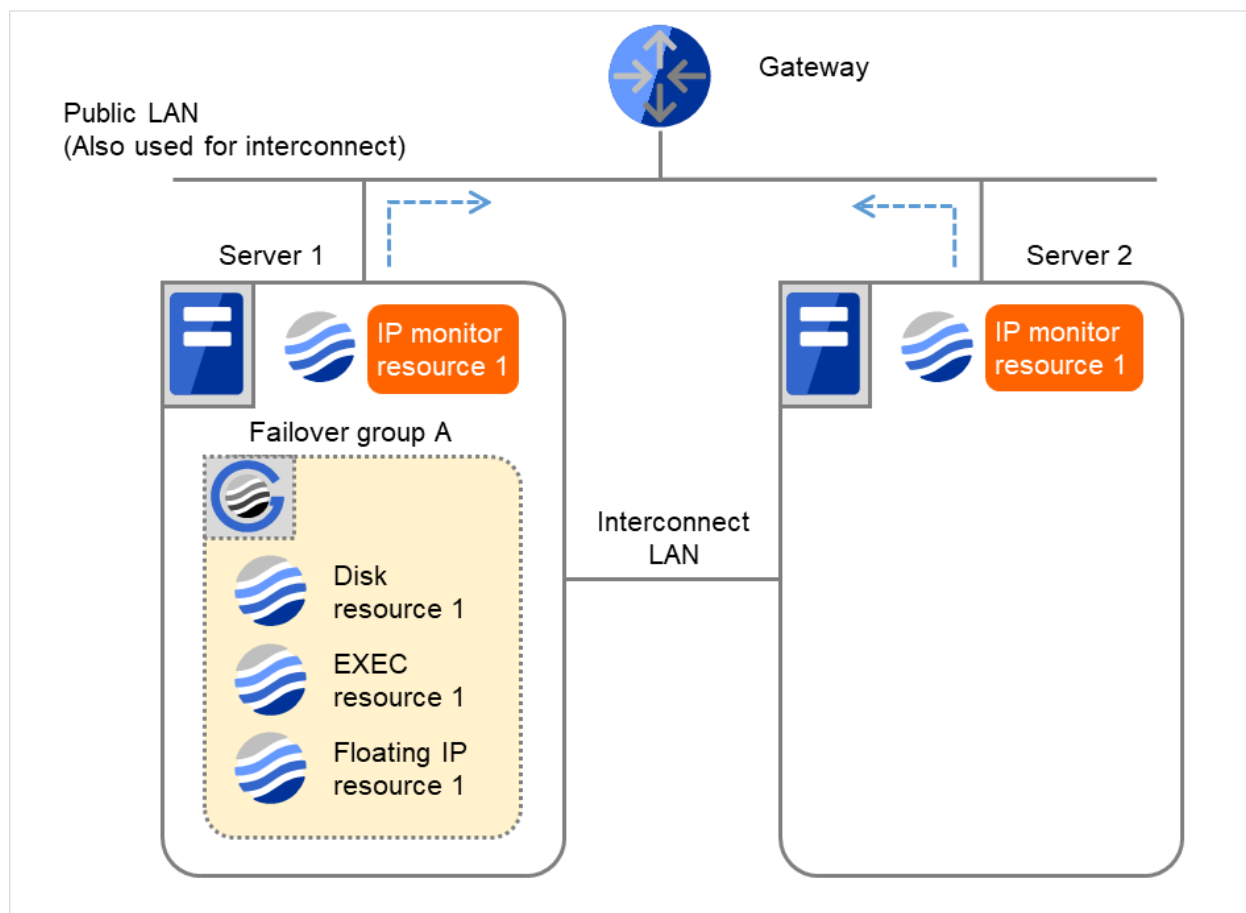 Gateway
Public LAN
(Also used for interconnect)
Server 1
Server 2
IP monitor
resource 1
IP monitor
resource 1
Failover group A
Interconnect
LAN
Disk
resource 1
EXEC
resource 1
Floating IP
resource 1